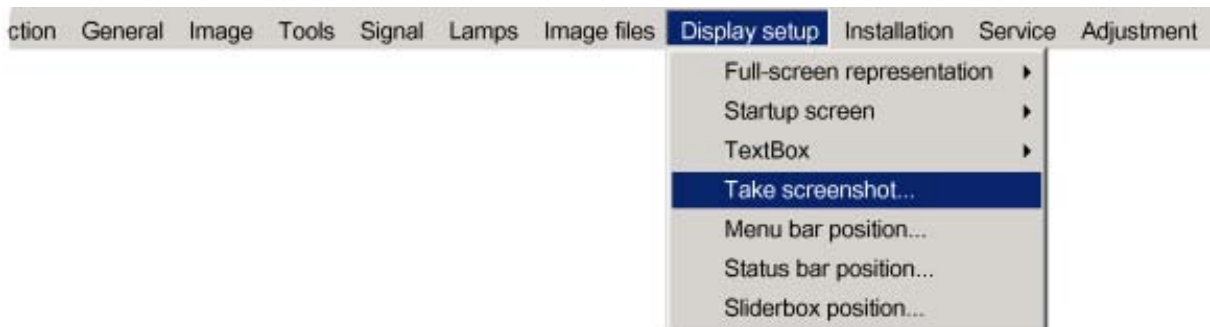 ction General Image Tools Signal Lamps Image files Display setup Installation Service Adjustment
Full-screen representation
Startup screen
TextBox
Take screenshot...
Menu bar position...
Status bar position...
Sliderbox position...